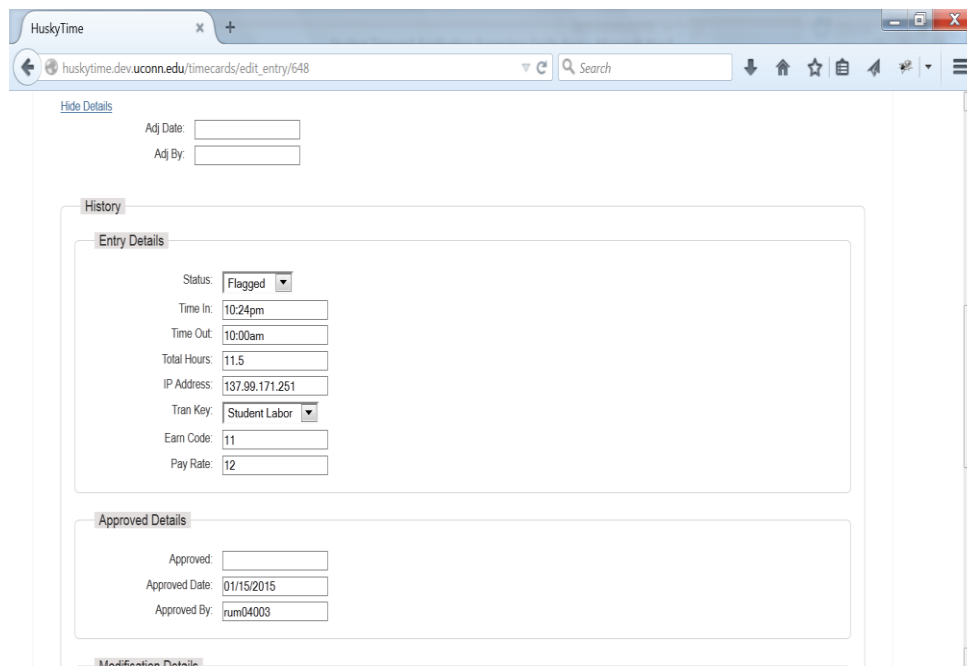 HuskyTime
huskytime.dev.uconn.edu/timecards/edit_entry/648
Search
Hide Details
Adj Date:
Adj By:
History
Entry Details
Status: Flagged
Time In: 10:24pm
Time Out: 10:00am
Total Hours: 11.5
IP Address: 137.99.171.251
Tran Key: Student Labor
Earn Code: 11
Pay Rate: 12
Approved Details
Approved:
Approved Date: 01/15/2015
Approved By: rum04003
Modification Details